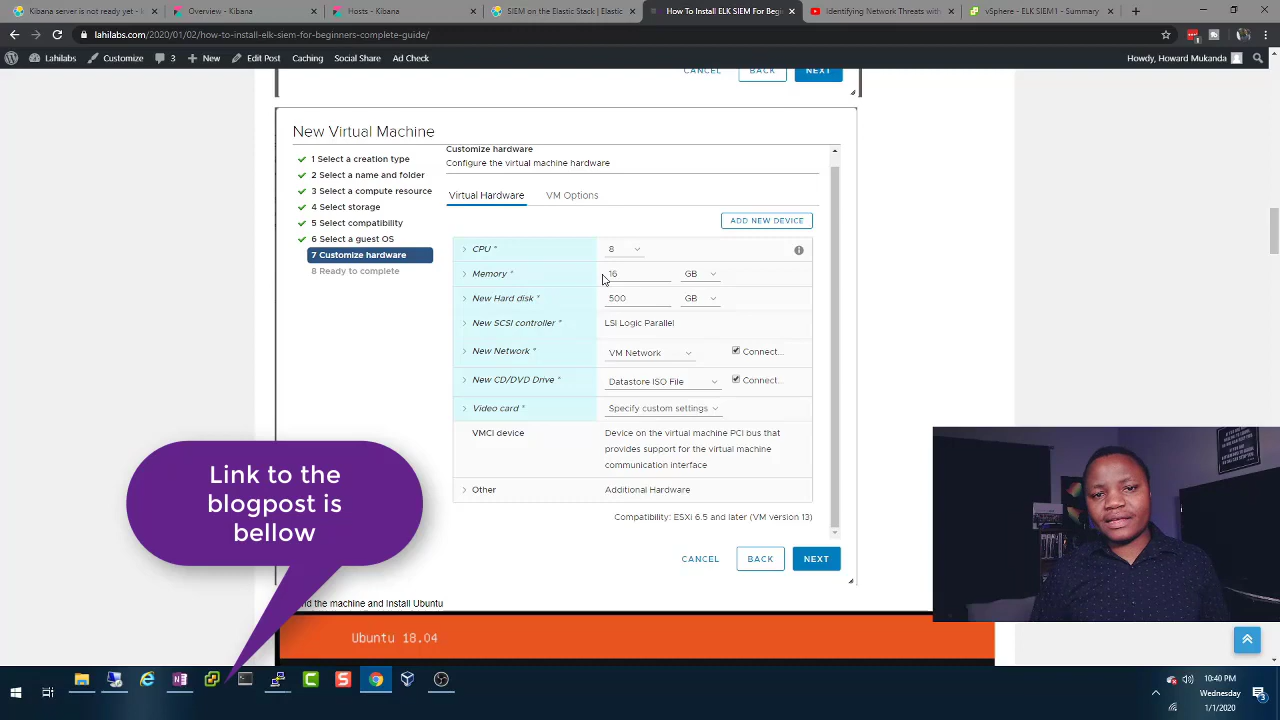 Kibana server is not
Overview - Kibana
Hosts - Kibana
SIEM on the Elastic Stack | Elastic
How To Install ELK SIEM For Beg
Identifying Network Threats with
vSphere - ELK SIEM1 - Summary
lahilabs.com/2020/01/02/how-to-install-elk-siem-for-beginners-complete-guide/
Lahilabs
Customize
3
New
Edit Post
Caching
Social Share
Ad Check
Howdy, Howard Mukanda
CANCEL
BACK
NEXT
New Virtual Machine
1 Select a creation type
2 Select a name and folder
3 Select a compute resource
4 Select storage
5 Select compatibility
6 Select a guest OS
7 Customize hardware
8 Ready to complete
Customize hardware
Configure the virtual machine hardware
Virtual Hardware
VM Options
ADD NEW DEVICE
CPU *
8
Memory *
16
GB
New Hard disk *
500
GB
New SCSI controller *
LSI Logic Parallel
New Network *
VM Network
Connect...
New CD/DVD Drive *
Datastore ISO File
Connect...
Video card *
Specify custom settings
VMCI device
Device on the virtual machine PCI bus that
provides support for the virtual machine
communication interface
Other
Additional Hardware
Compatibility: ESXi 6.5 and later (VM version 13)
CANCEL
BACK
NEXT
Link to the
blogpost is
bellow
the machine and Install Ubuntu
Ubuntu 18.04
10:40 PM
Wednesday
1/1/2020